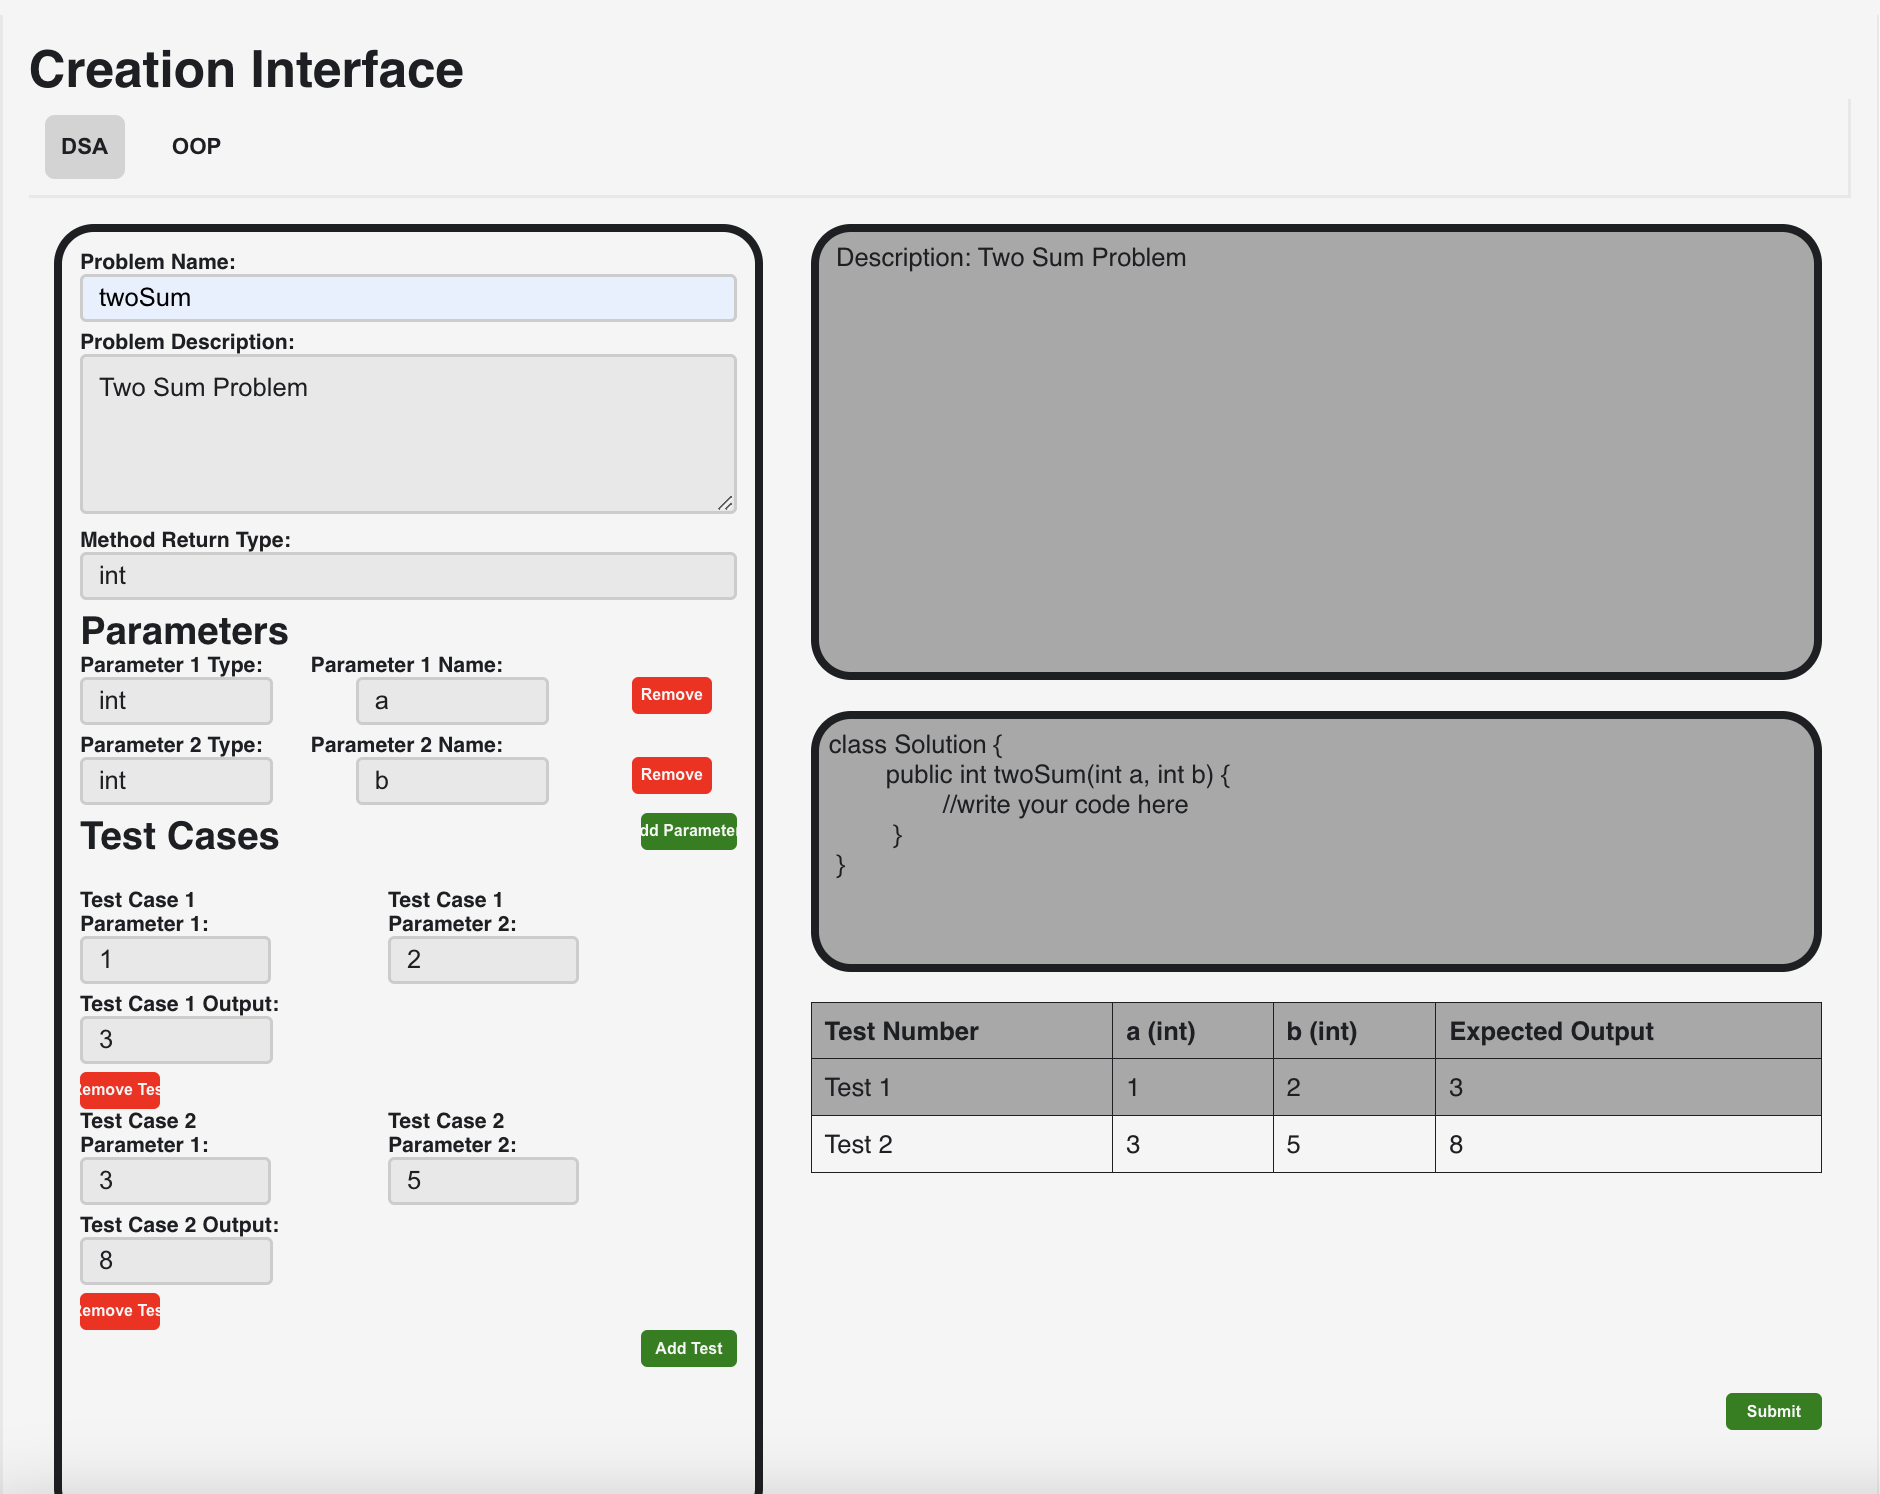 Creation Interface
DSA OOP
Problem Name:
twoSum
Problem Description:
Two Sum Problem
Method Return Type:
int
Parameters
Parameter 1 Type: Parameter 1 Name:
int a Remove
Parameter 2 Type: Parameter 2 Name:
int b Remove
dd Parameter
Test Cases
Test Case 1 Test Case 1
Parameter 1: Parameter 2:
1 2
Test Case 1 Output:
3
Remove Tes
Test Case 2 Test Case 2
Parameter 1: Parameter 2:
3 5
Test Case 2 Output:
8
Remove Tes
Add Test
Description: Two Sum Problem
class Solution {
public int twoSum(int a, int b) {
//write your code here
}
}
Test Number a (int) b (int) Expected Output
Test 1 1 2 3
Test 2 3 5 8
Submit